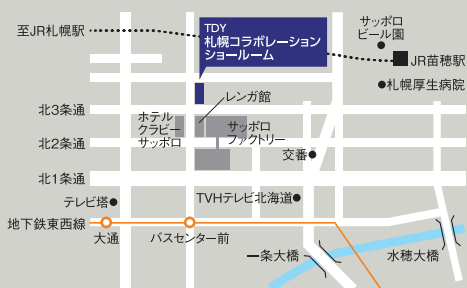 至JR札幌駅
TDY
札幌コラボレーション
ショールーム
サッポロ
ビール園
JR苗穂駅
札幌厚生病院
北3条通
レンガ館
ホテル
クラビー
サッポロ
サッポロ
ファクトリー
北2条通
交番
北1条通
テレビ塔
TVHテレビ北海道
地下鉄東西線
大通
バスセンター前
一条大橋
水穂大橋